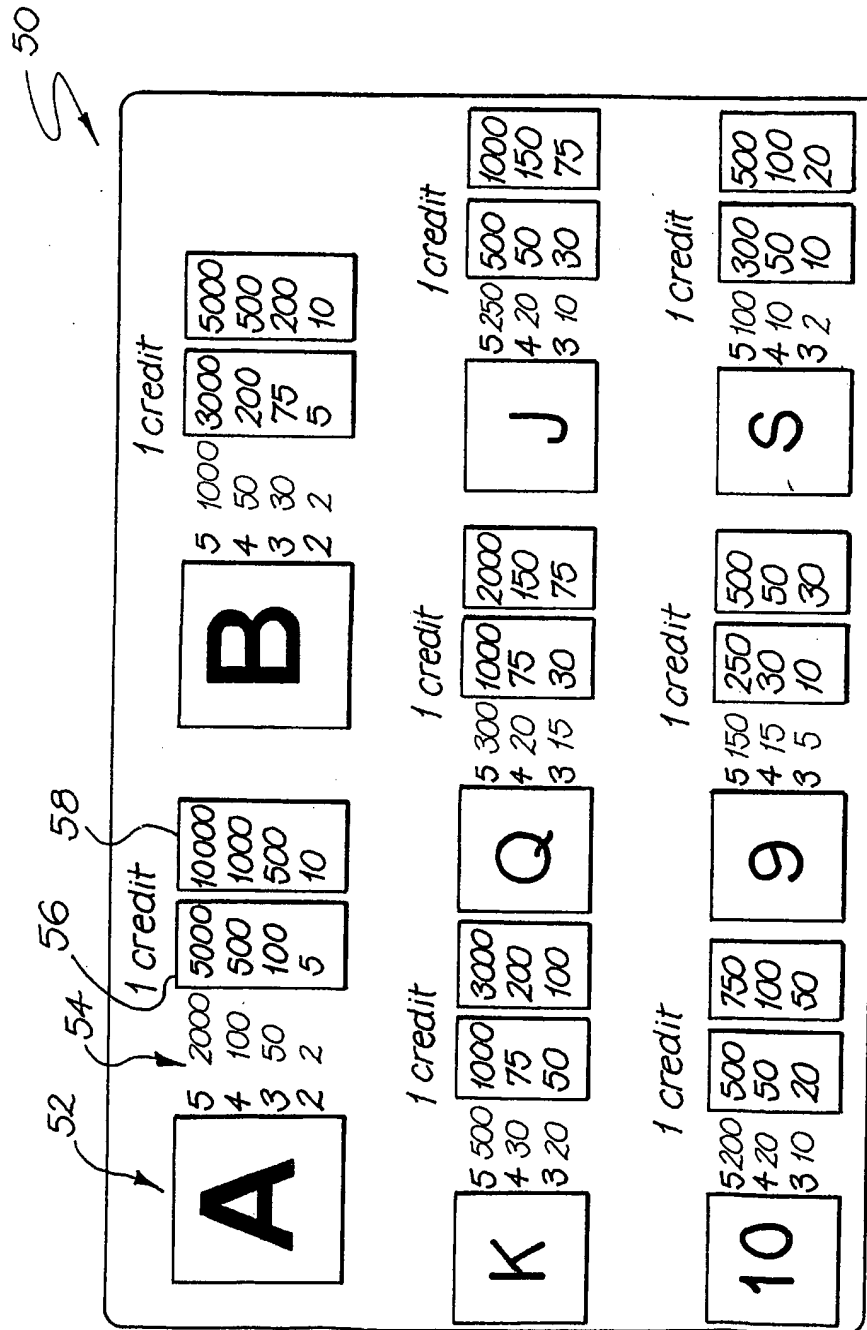 50
52
54
56
58
A
1 credit
5 2000 5000 10000
4 100 500 1000
3 50 100 500
2 2 5 10
B
1 credit
5 1000 3000 5000
4 50 200 500
3 30 75 200
2 2 5 10
K
1 credit
5 500 1000 3000
4 30 75 200
3 20 50 100
Q
1 credit
5 300 1000 2000
4 20 75 150
3 15 30 75
J
1 credit
5 250 500 1000
4 20 50 150
3 10 30 75
10
1 credit
5 200 500 750
4 20 50 100
3 10 20 50
9
1 credit
5 150 250 500
4 15 30 50
3 5 10 30
S
1 credit
5 100 300 500
4 10 50 100
3 2 10 20